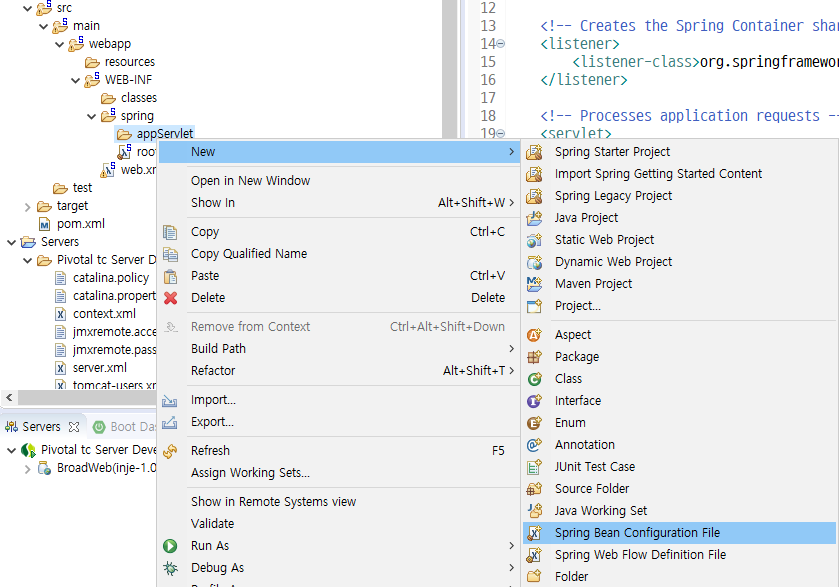 src
main
webapp
resources
WEB-INF
classes
spring
appServlet
web.xm
test
target
pom.xml
Servers
Pivotal tc Server D
catalina.policy
catalina.propert
context.xml
jmxremote.acce
jmxremote.pass
server.xml
tomcat-users.xm
Servers
Boot Das
Pivotal tc Server Deve
BroadWeb(inje-1.0
12
13 <!-- Creates the Spring Container shar
14 <listener>
15 <listener-class>org.springframewor
16 </listener>
17
18 <!-- Processes application requests --
19 <servlet>
New
Open in New Window
Show In Alt+Shift+W
Copy Ctrl+C
Copy Qualified Name
Paste Ctrl+V
Delete Delete
Remove from Context Ctrl+Alt+Shift+Down
Build Path
Refactor Alt+Shift+T
Import...
Export...
Refresh F5
Assign Working Sets...
Show in Remote Systems view
Validate
Run As
Debug As
Spring Starter Project
Import Spring Getting Started Content
Spring Legacy Project
Java Project
Static Web Project
Dynamic Web Project
Maven Project
Project...
Aspect
Package
Class
Interface
Enum
Annotation
JUnit Test Case
Source Folder
Java Working Set
Spring Bean Configuration File
Spring Web Flow Definition File
Folder